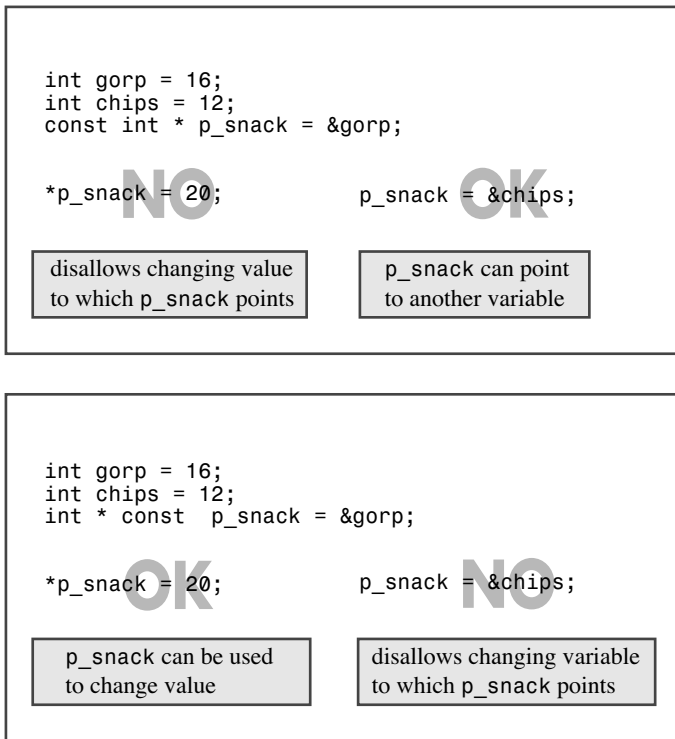 int gorp = 16;
int chips = 12;
const int * p_snack = &gorp;
*p_snack = 20;
NO
p_snack = &chips;
OK
disallows changing value
to which p_snack points
p_snack can point
to another variable
int gorp = 16;
int chips = 12;
int * const  p_snack = &gorp;
*p_snack = 20;
OK
p_snack = &chips;
NO
p_snack can be used
to change value
disallows changing variable
to which p_snack points